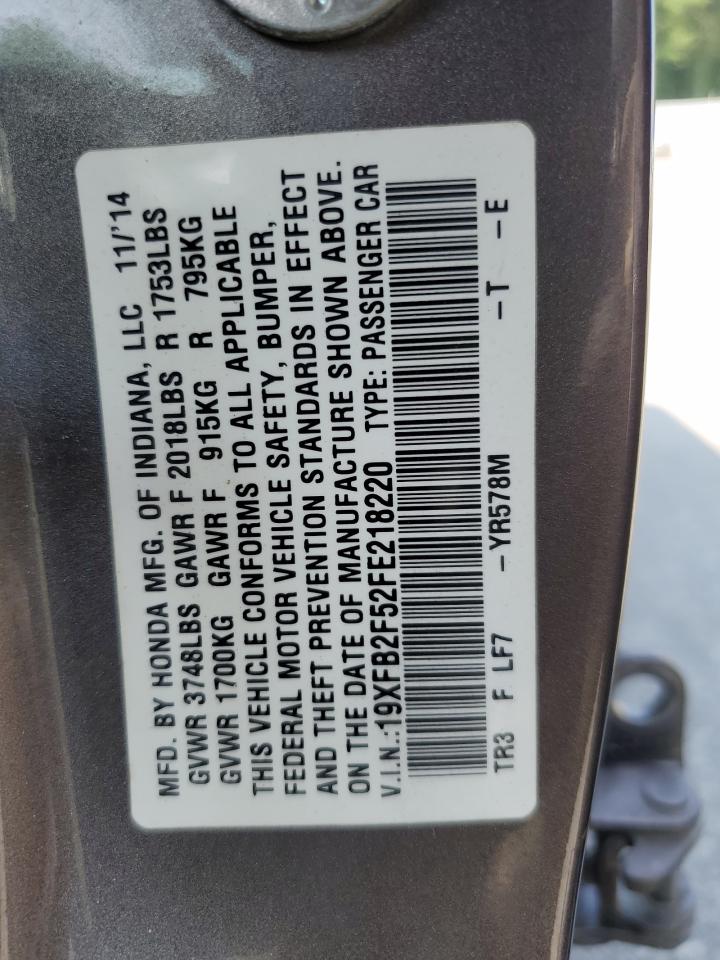 MFD. BY HONDA MFG. OF INDIANA, LLC 11/'14
GVWR 3748LBS GAWR F 2018LBS R 1753LBS
GVWR 1700KG GAWR F 915KG R 795KG
THIS VEHICLE CONFORMS TO ALL APPLICABLE
FEDERAL MOTOR VEHICLE SAFETY, BUMPER,
AND THEFT PREVENTION STANDARDS IN EFFECT
ON THE DATE OF MANUFACTURE SHOWN ABOVE.
V.I.N.:19XFB2F52FE218220 TYPE: PASSENGER CAR
TR3 F LF7 -YR578M -T -E